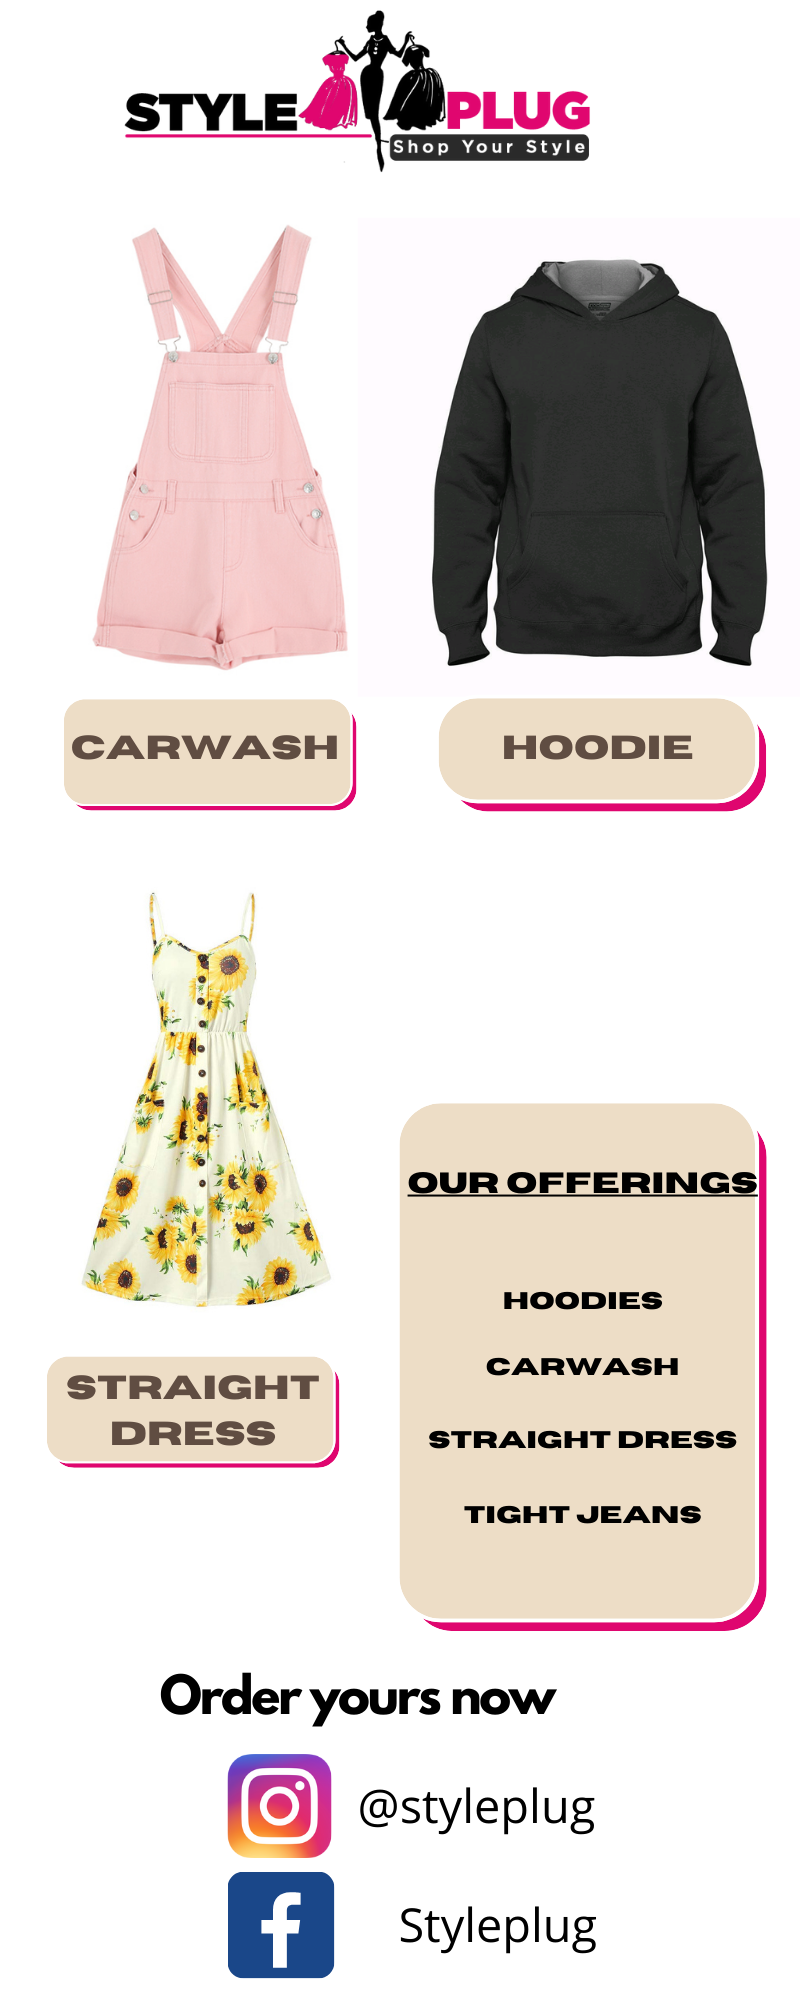 STYLE PLUG
Shop Your Style
CARWASH
HOODIE
STRAIGHT
DRESS
OUR OFFERINGS
HOODIES
CARWASH
STRAIGHT DRESS
TIGHT JEANS
Order yours now
@styleplug
Styleplug